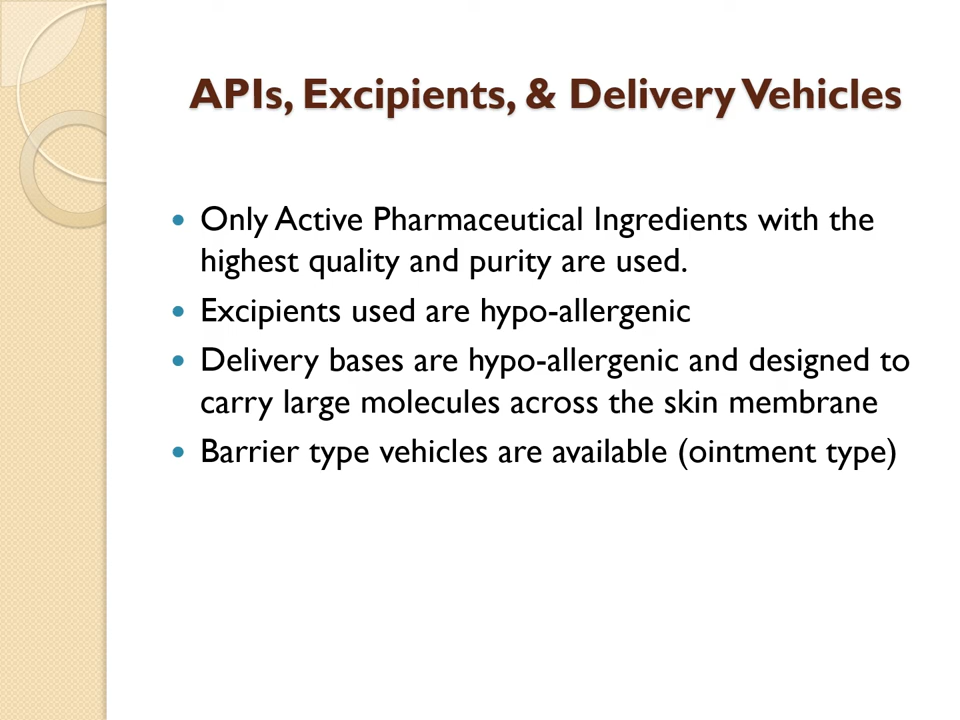 APIs, Excipients, & Delivery Vehicles
• Only Active Pharmaceutical Ingredients with the
highest quality and purity are used.
• Excipients used are hypo-allergenic
• Delivery bases are hypo-allergenic and designed to
carry large molecules across the skin membrane
• Barrier type vehicles are available (ointment type)